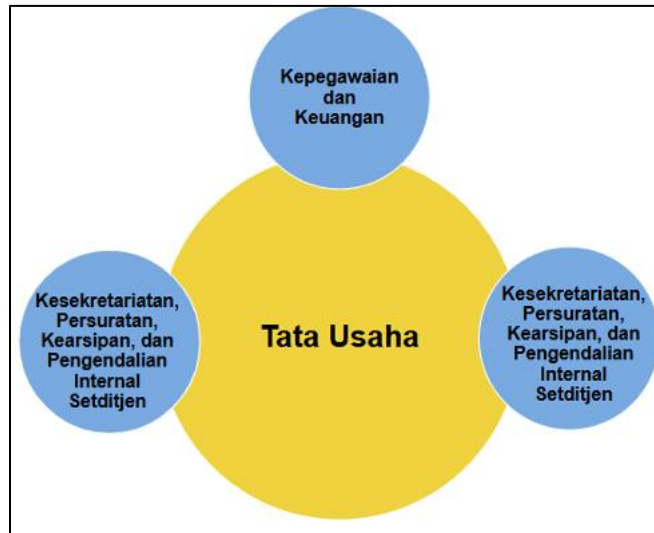 Kepegawaian
dan
Keuangan
Kesekretariatan,
Persuratan,
Kearsipan, dan
Pengendalian
Internal
Setditjen
Tata Usaha
Kesekretariatan,
Persuratan,
Kearsipan, dan
Pengendalian
Internal
Setditjen